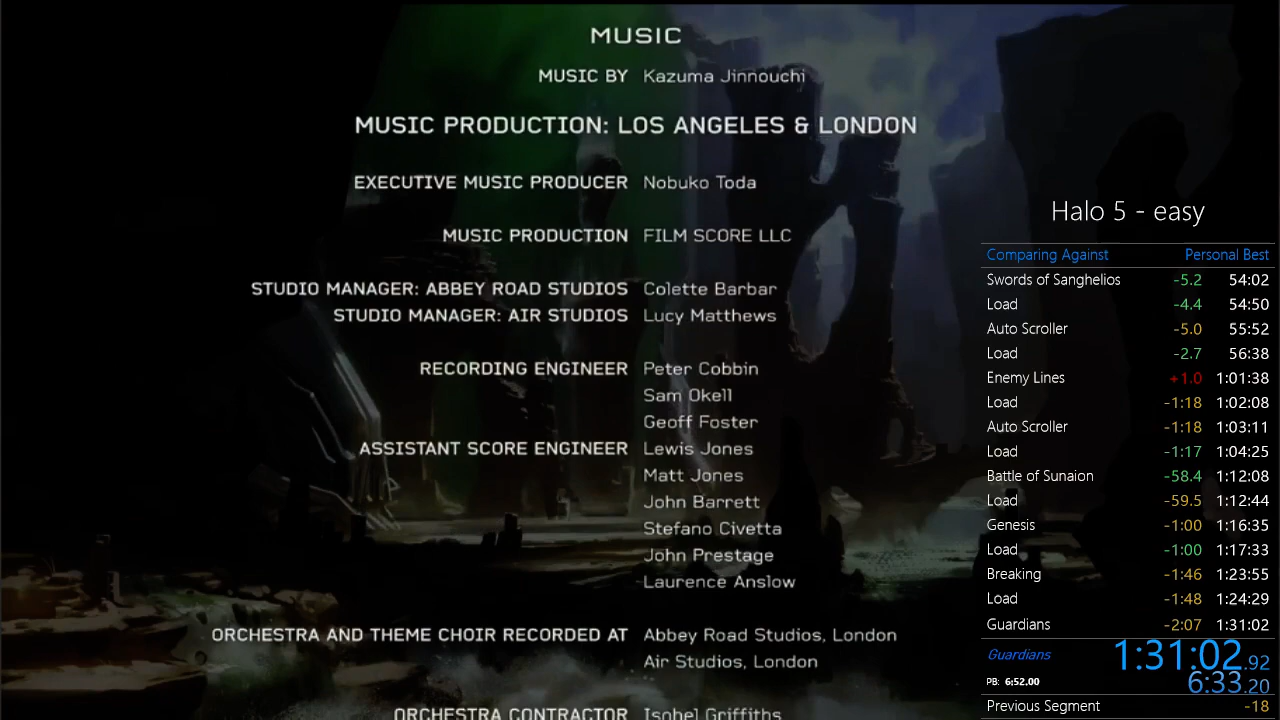 MUSIC
MUSIC BY Kazuma Jinnouchi
MUSIC PRODUCTION: LOS ANGELES & LONDON
EXECUTIVE MUSIC PRODUCER Nobuko Toda
MUSIC PRODUCTION FILM SCORE LLC
STUDIO MANAGER: ABBEY ROAD STUDIOS Colette Barbar
STUDIO MANAGER: AIR STUDIOS Lucy Matthews
RECORDING ENGINEER Peter Cobbin
Sam Okell
Geoff Foster
ASSISTANT SCORE ENGINEER Lewis Jones
Matt Jones
John Barrett
Stefano Civetta
John Prestage
Laurence Anslow
ORCHESTRA AND THEME CHOIR RECORDED AT Abbey Road Studios, London
Air Studios, London
ORCHESTRA CONTRACTOR Isobel Griffiths
Halo 5 - easy
Comparing Against Personal Best
Swords of Sanghelios -5.2 54:02
Load -4.4 54:50
Auto Scroller -5.0 55:52
Load -2.7 56:38
Enemy Lines +1.0 1:01:38
Load -1:18 1:02:08
Auto Scroller -1:18 1:03:11
Load -1:17 1:04:25
Battle of Sunaion -58.4 1:12:08
Load -59.5 1:12:44
Genesis -1:00 1:16:35
Load -1:00 1:17:33
Breaking -1:46 1:23:55
Load -1:48 1:24:29
Guardians -2:07 1:31:02
Guardians 1:31:02.92
PB: 6:52.00 6:33.20
Previous Segment -18